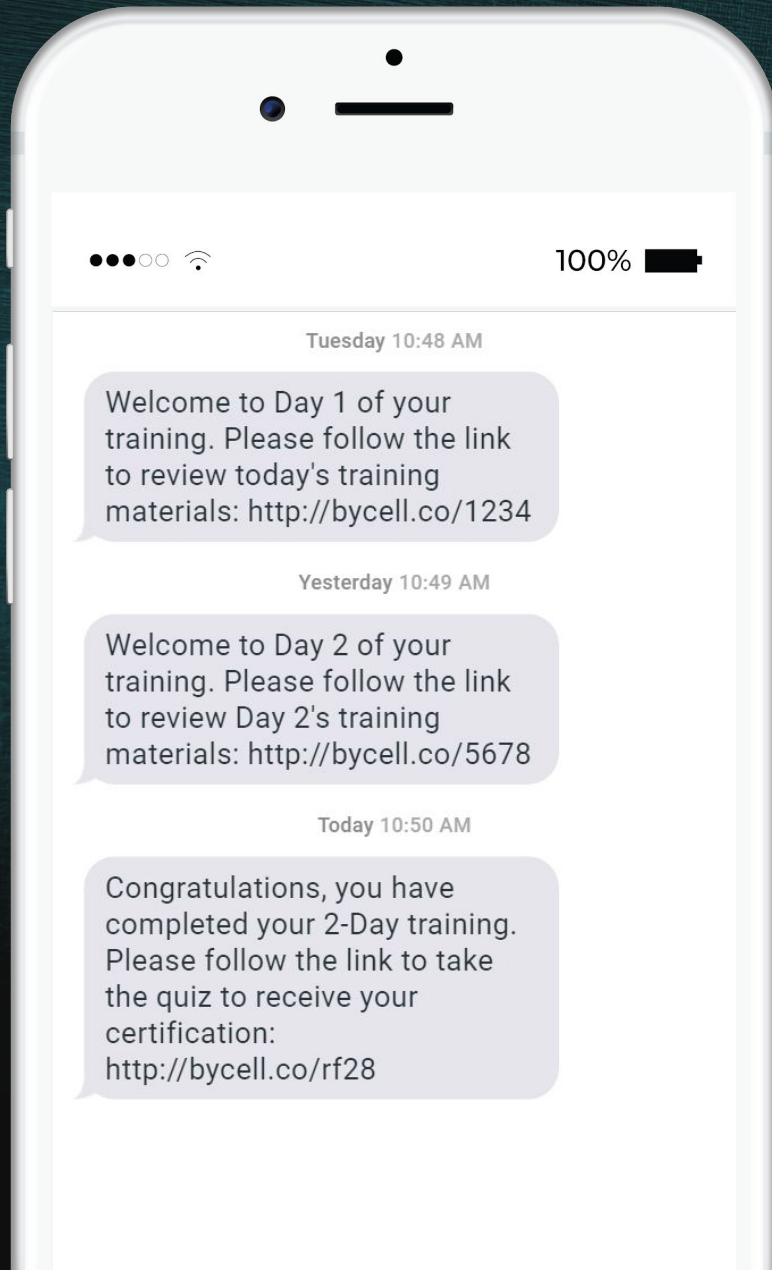 100%
Tuesday 10:48 AM
Welcome to Day 1 of your
training. Please follow the link
to review today's training
materials: http://bycell.co/1234
Yesterday 10:49 AM
Welcome to Day 2 of your
training. Please follow the link
to review Day 2's training
materials: http://bycell.co/5678
Today 10:50 AM
Congratulations, you have
completed your 2-Day training.
Please follow the link to take
the quiz to receive your
certification:
http://bycell.co/rf28